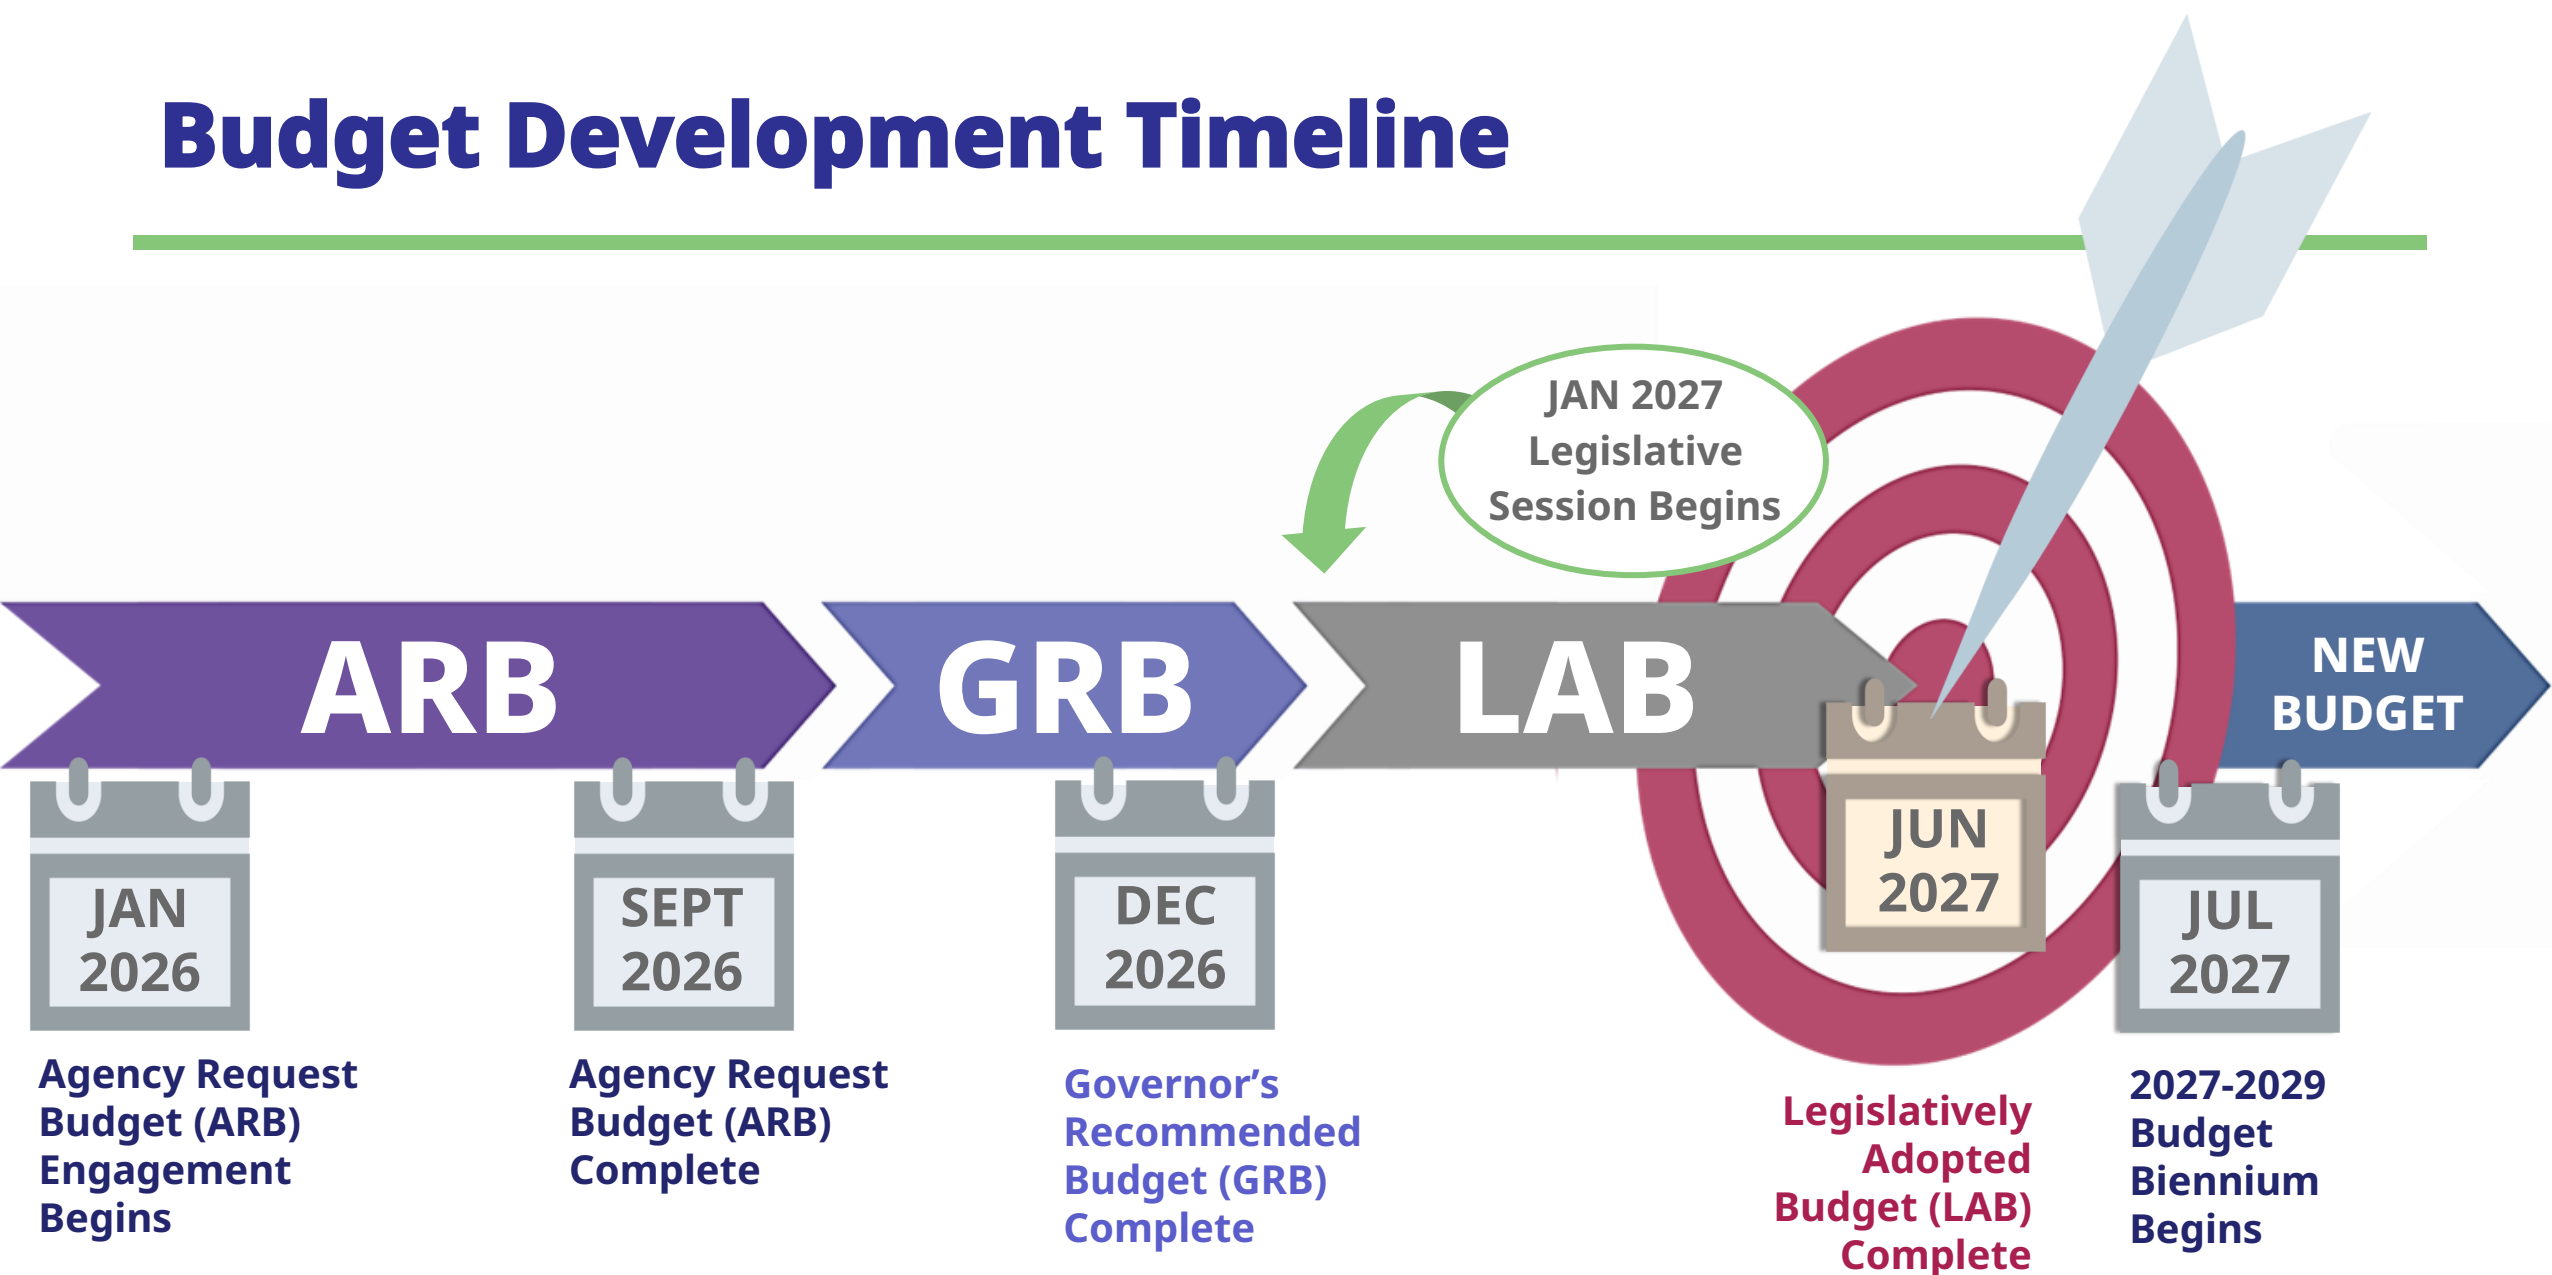 Budget Development Timeline
JAN 2027
Legislative
Session Begins
ARB
GRB
LAB
NEW
BUDGET
JAN
2026
Agency Request
Budget (ARB)
Engagement
Begins
SEPT
2026
Agency Request
Budget (ARB)
Complete
DEC
2026
Governor’s
Recommended
Budget (GRB)
Complete
JUN
2027
Legislatively
Adopted
Budget (LAB)
Complete
JUL
2027
2027-2029
Budget
Biennium
Begins